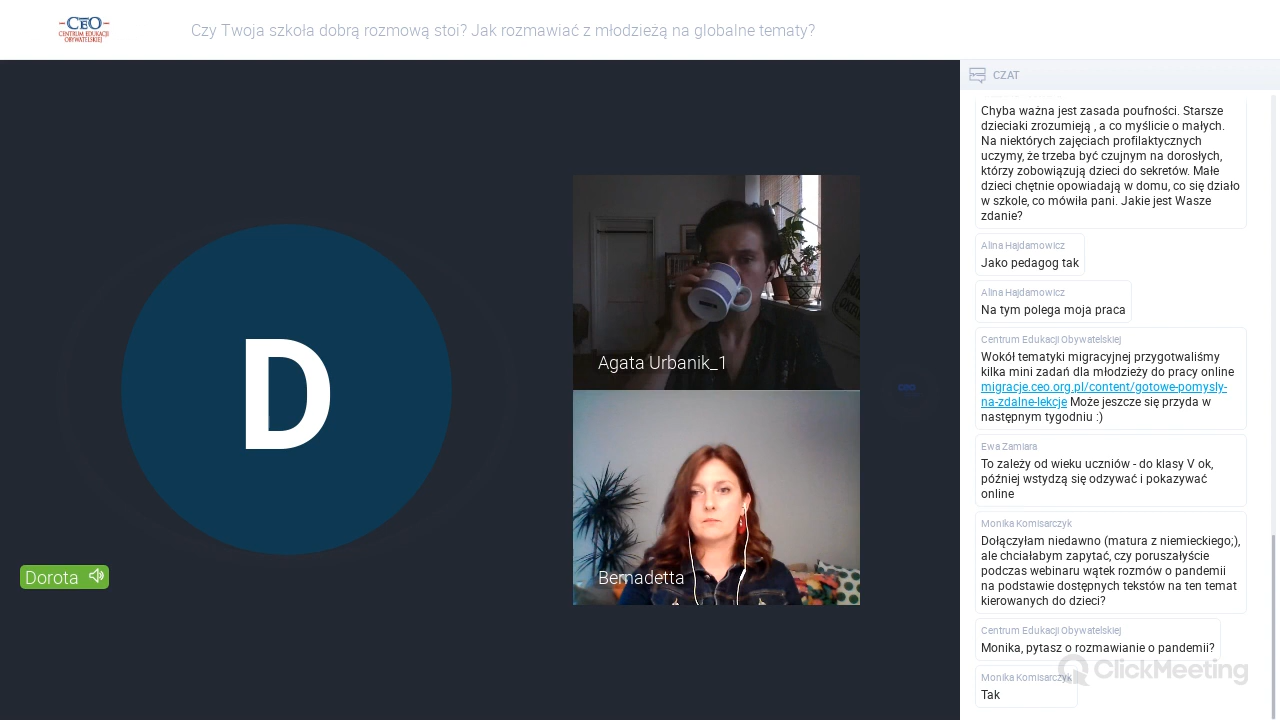 CEO
CENTRUM EDUKACJI
OBYWATELSKIEJ
Czy Twoja szkoła dobrą rozmową stoi? Jak rozmawiać z młodzieżą na globalne tematy?
D
Dorota
Agata Urbanik_1
Bernadetta
CEO
CZAT
Chyba ważna jest zasada poufności. Starsze
dzieciaki zrozumieją , a co myślicie o małych.
Na niektórych zajęciach profilaktycznych
uczymy, że trzeba być czujnym na dorosłych,
którzy zobowiązują dzieci do sekretów. Małe
dzieci chętnie opowiadają w domu, co się działo
w szkole, co mówiła pani. Jakie jest Wasze
zdanie?
Alina Hajdamowicz
Jako pedagog tak
Alina Hajdamowicz
Na tym polega moja praca
Centrum Edukacji Obywatelskiej
Wokół tematyki migracyjnej przygotwaliśmy
kilka mini zadań dla młodzieży do pracy online
migracje.ceo.org.pl/content/gotowe-pomysly-
na-zdalne-lekcje Może jeszcze się przyda w
następnym tygodniu :)
Ewa Zamiara
To zależy od wieku uczniów - do klasy V ok,
później wstydzą się odzywać i pokazywać
online
Monika Komisarczyk
Dołączyłam niedawno (matura z niemieckiego;),
ale chciałabym zapytać, czy poruszałyście
podczas webinaru wątek rozmów o pandemii
na podstawie dostępnych tekstów na ten temat
kierowanych do dzieci?
Centrum Edukacji Obywatelskiej
Monika, pytasz o rozmawianie o pandemii?
Monika Komisarczyk
Tak
ClickMeeting